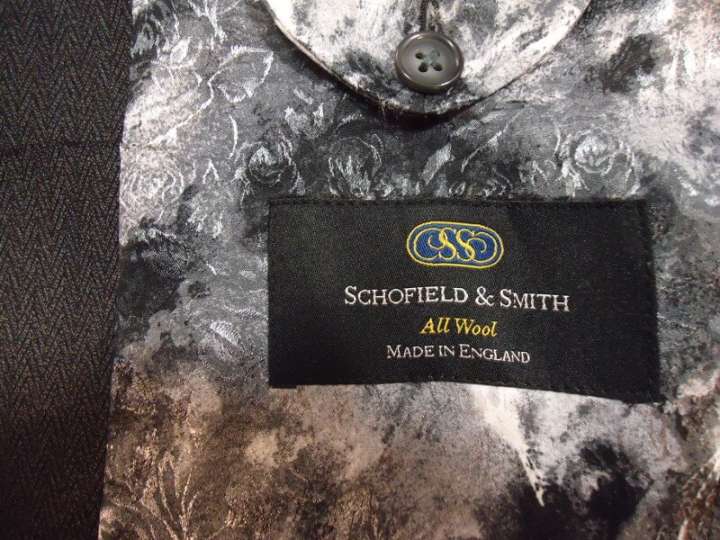 SCHOFIELD & SMITH
All Wool
MADE IN ENGLAND